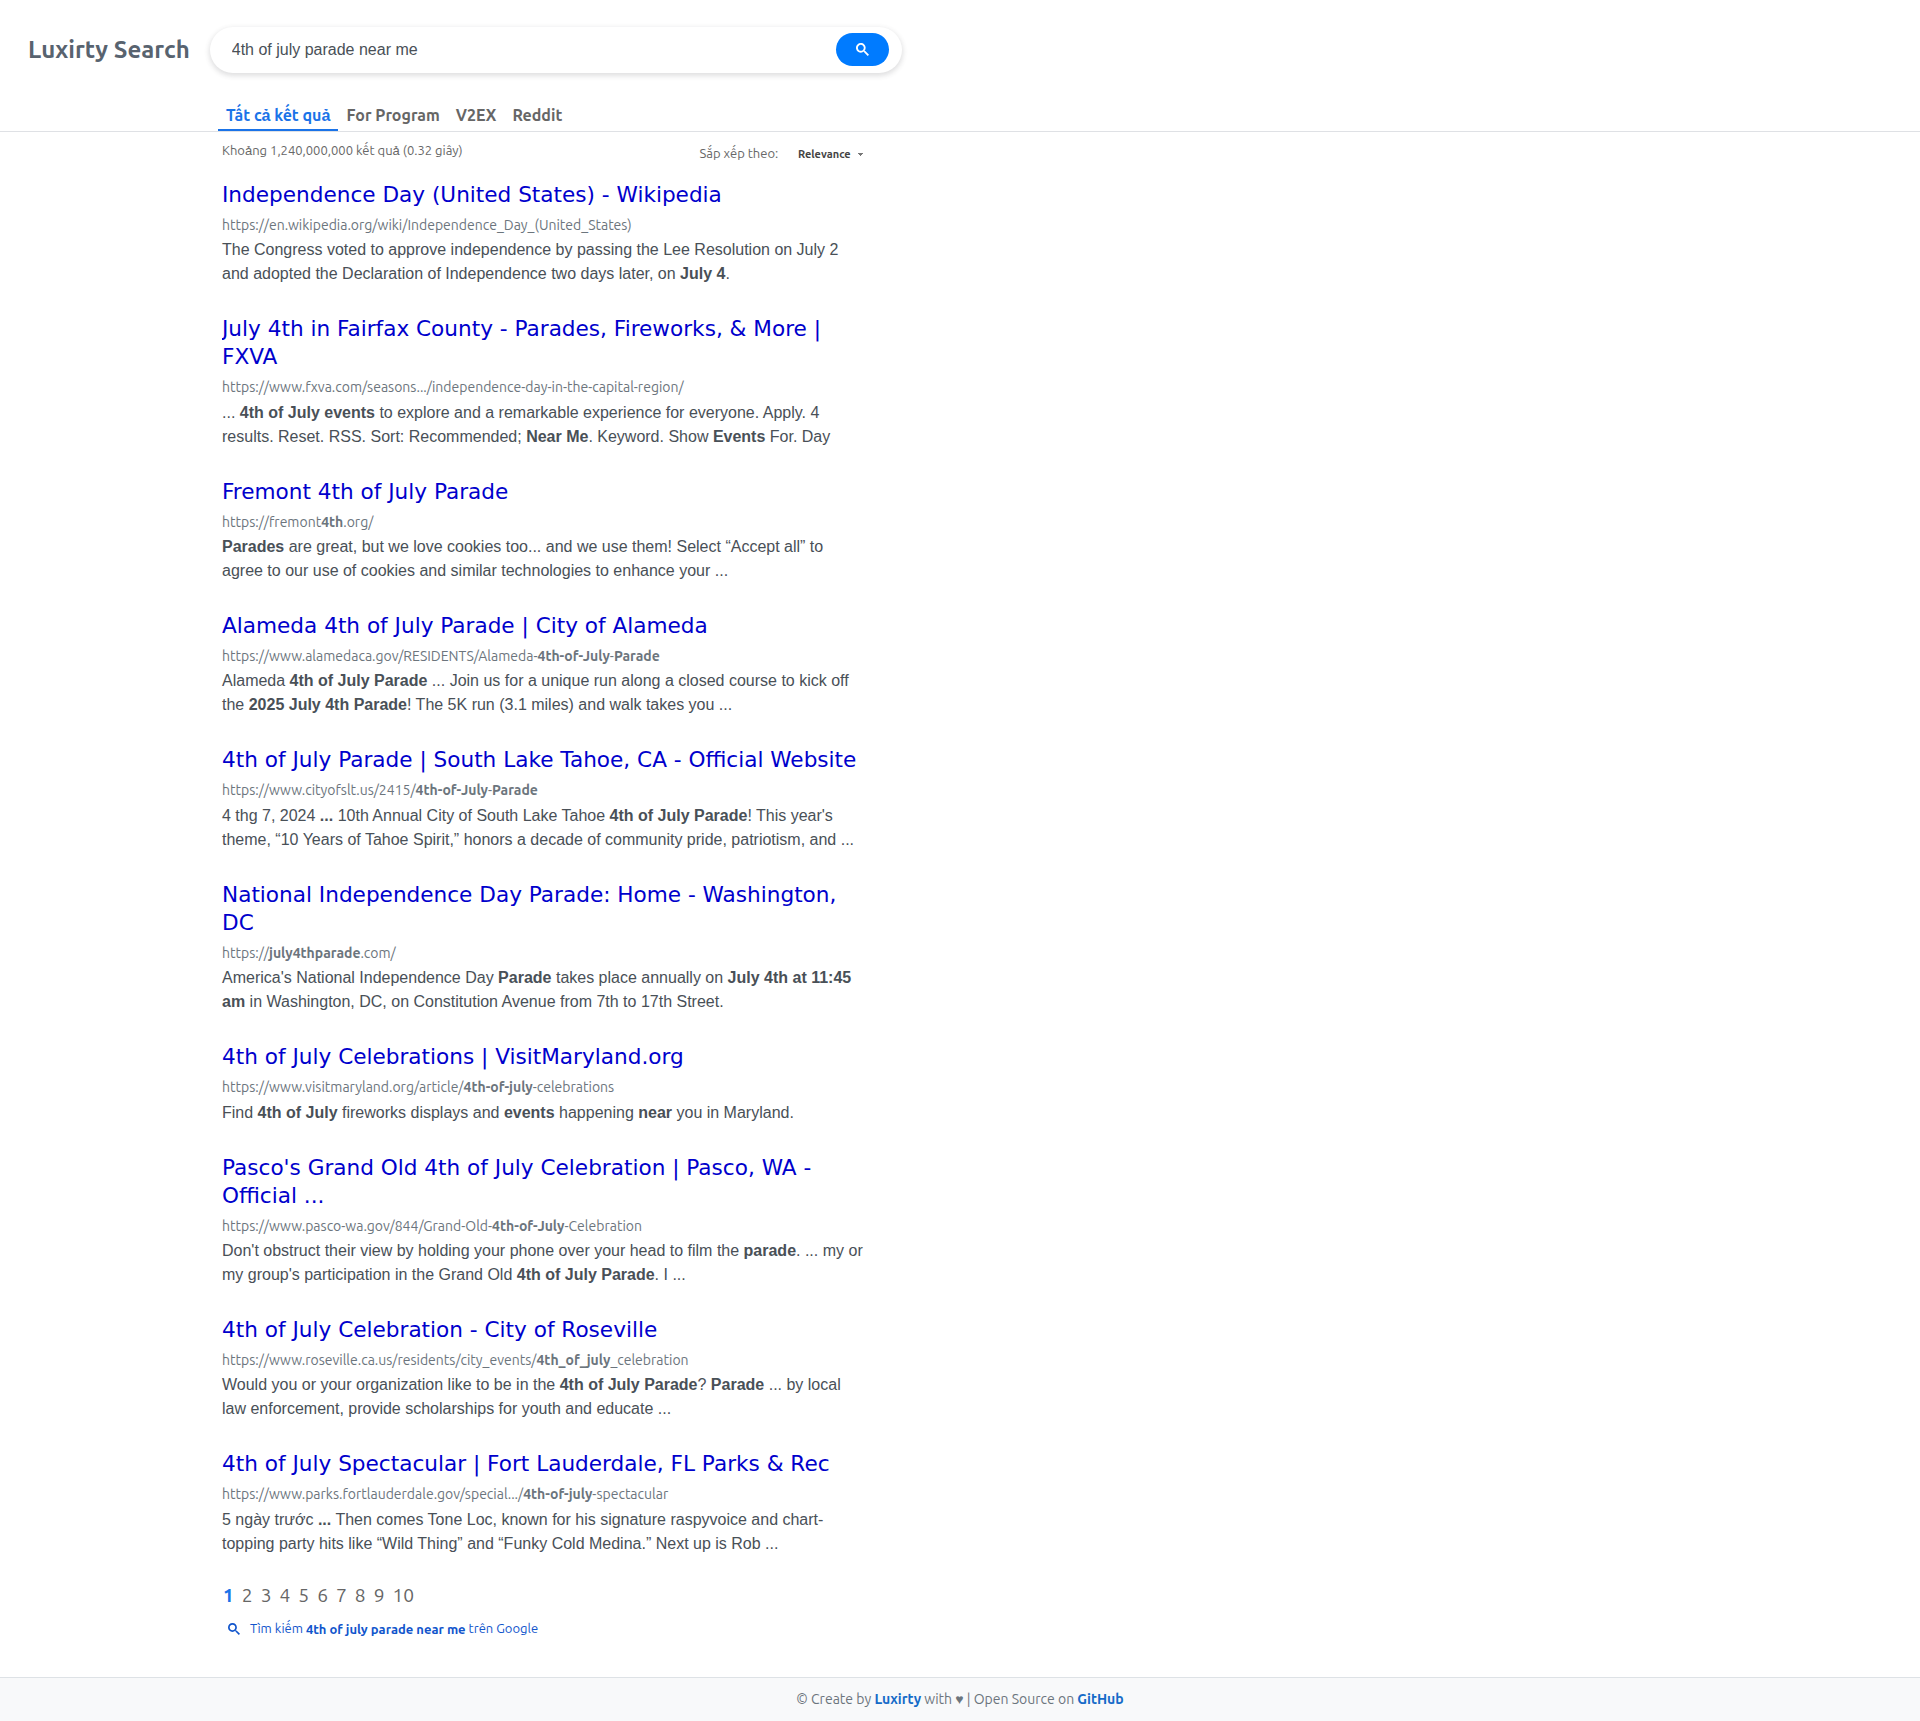 Luxirty Search
4th of july parade near me
Tất cả kết quả For Program V2EX Reddit
Khoảng 1,240,000,000 kết quả (0.32 giây)
Sắp xếp theo: Relevance
Independence Day (United States) - Wikipedia
https://en.wikipedia.org/wiki/Independence_Day_(United_States)
The Congress voted to approve independence by passing the Lee Resolution on July 2
and adopted the Declaration of Independence two days later, on July 4.
July 4th in Fairfax County - Parades, Fireworks, & More |
FXVA
https://www.fxva.com/seasons.../independence-day-in-the-capital-region/
... 4th of July events to explore and a remarkable experience for everyone. Apply. 4
results. Reset. RSS. Sort: Recommended; Near Me. Keyword. Show Events For. Day
Fremont 4th of July Parade
https://fremont4th.org/
Parades are great, but we love cookies too... and we use them! Select “Accept all” to
agree to our use of cookies and similar technologies to enhance your ...
Alameda 4th of July Parade | City of Alameda
https://www.alamedaca.gov/RESIDENTS/Alameda-4th-of-July-Parade
Alameda 4th of July Parade ... Join us for a unique run along a closed course to kick off
the 2025 July 4th Parade! The 5K run (3.1 miles) and walk takes you ...
4th of July Parade | South Lake Tahoe, CA - Official Website
https://www.cityofslt.us/2415/4th-of-July-Parade
4 thg 7, 2024 ... 10th Annual City of South Lake Tahoe 4th of July Parade! This year's
theme, “10 Years of Tahoe Spirit,” honors a decade of community pride, patriotism, and ...
National Independence Day Parade: Home - Washington,
DC
https://july4thparade.com/
America's National Independence Day Parade takes place annually on July 4th at 11:45
am in Washington, DC, on Constitution Avenue from 7th to 17th Street.
4th of July Celebrations | VisitMaryland.org
https://www.visitmaryland.org/article/4th-of-july-celebrations
Find 4th of July fireworks displays and events happening near you in Maryland.
Pasco's Grand Old 4th of July Celebration | Pasco, WA -
Official ...
https://www.pasco-wa.gov/844/Grand-Old-4th-of-July-Celebration
Don't obstruct their view by holding your phone over your head to film the parade. ... my or
my group's participation in the Grand Old 4th of July Parade. I ...
4th of July Celebration - City of Roseville
https://www.roseville.ca.us/residents/city_events/4th_of_july_celebration
Would you or your organization like to be in the 4th of July Parade? Parade ... by local
law enforcement, provide scholarships for youth and educate ...
4th of July Spectacular | Fort Lauderdale, FL Parks & Rec
https://www.parks.fortlauderdale.gov/special.../4th-of-july-spectacular
5 ngày trước ... Then comes Tone Loc, known for his signature raspyvoice and chart-
topping party hits like “Wild Thing” and “Funky Cold Medina.” Next up is Rob ...
1 2 3 4 5 6 7 8 9 10
Tìm kiếm 4th of july parade near me trên Google
© Create by Luxirty with ♥ | Open Source on GitHub